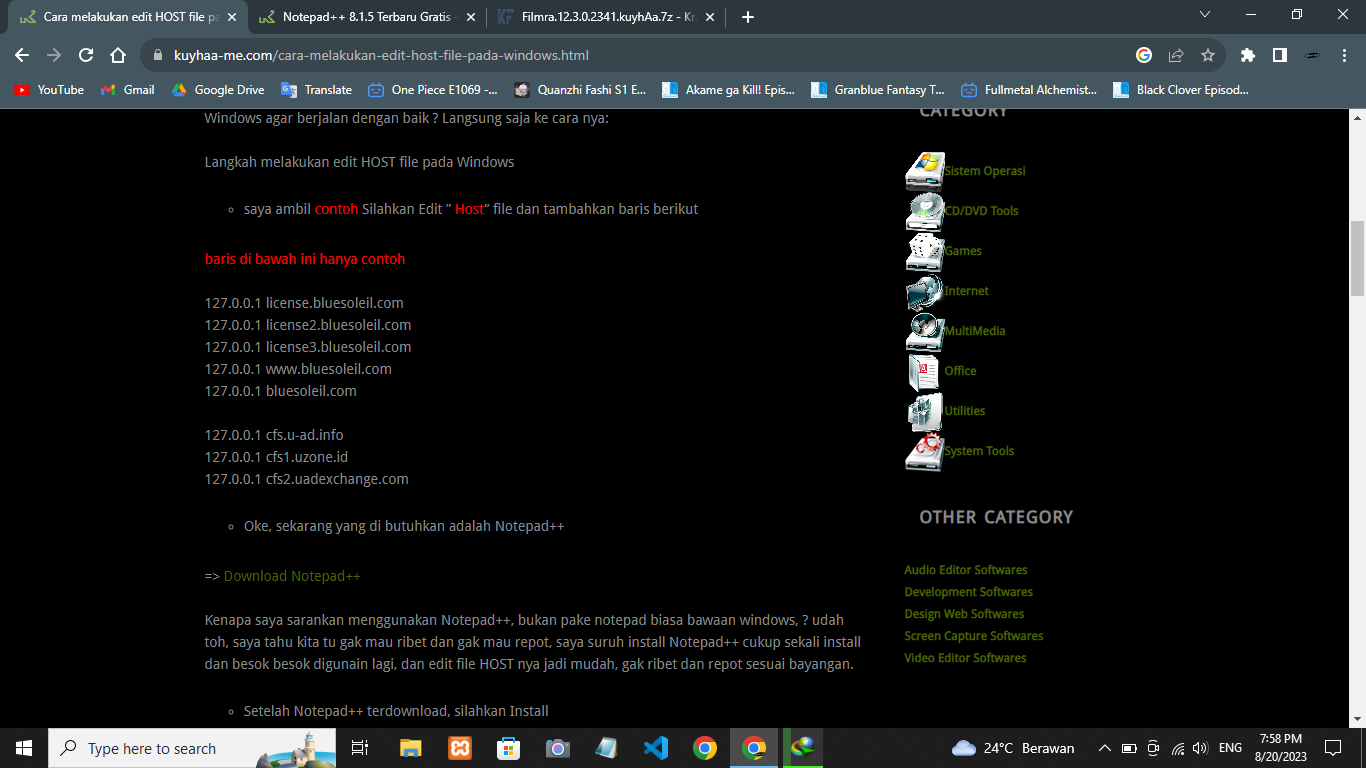 Cara melakukan edit HOST file pa
Notepad++ 8.1.5 Terbaru Gratis -
Filmra.12.3.0.2341.kuyhAa.7z - Kra
kuyhaa-me.com/cara-melakukan-edit-host-file-pada-windows.html
YouTube
Gmail
Google Drive
Translate
One Piece E1069 -...
Quanzhi Fashi S1 E...
Akame ga Kill! Epis...
Granblue Fantasy T...
Fullmetal Alchemist...
Black Clover Episod...
Windows agar berjalan dengan baik ? Langsung saja ke cara nya:
Langkah melakukan edit HOST file pada Windows
saya ambil contoh Silahkan Edit ” Host” file dan tambahkan baris berikut
baris di bawah ini hanya contoh
127.0.0.1 license.bluesoleil.com
127.0.0.1 license2.bluesoleil.com
127.0.0.1 license3.bluesoleil.com
127.0.0.1 www.bluesoleil.com
127.0.0.1 bluesoleil.com
127.0.0.1 cfs.u-ad.info
127.0.0.1 cfs1.uzone.id
127.0.0.1 cfs2.uadexchange.com
Oke, sekarang yang di butuhkan adalah Notepad++
=> Download Notepad++
Kenapa saya sarankan menggunakan Notepad++, bukan pake notepad biasa bawaan windows, ? udah
toh, saya tahu kita tu gak mau ribet dan gak mau repot, saya suruh install Notepad++ cukup sekali install
dan besok besok digunain lagi, dan edit file HOST nya jadi mudah, gak ribet dan repot sesuai bayangan.
Setelah Notepad++ terdownload, silahkan Install
CATEGORY
Sistem Operasi
CD/DVD Tools
Games
Internet
MultiMedia
Office
Utilities
System Tools
OTHER CATEGORY
Audio Editor Softwares
Development Softwares
Design Web Softwares
Screen Capture Softwares
Video Editor Softwares
Type here to search
24°C Berawan
ENG
7:58 PM
8/20/2023